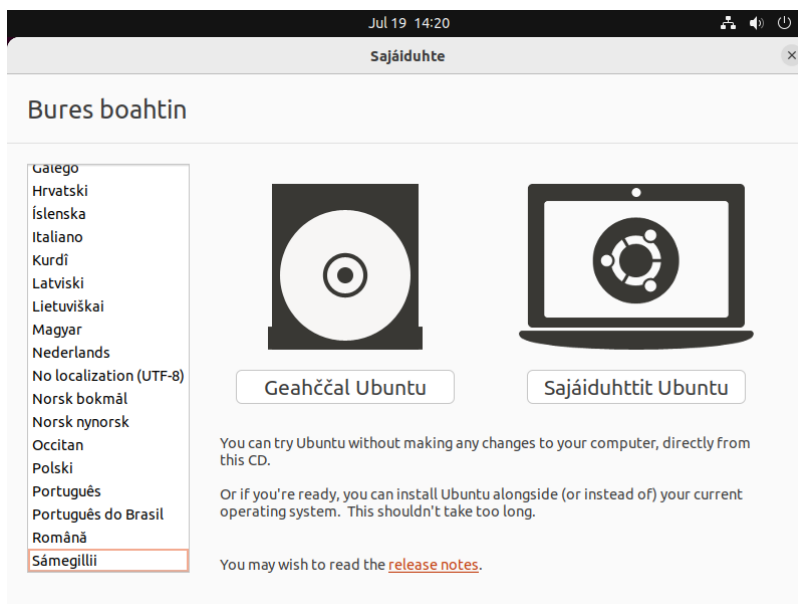 Jul 19 14:20
Sajáiduhte
Bures boahtin
Galego
Hrvatski
Íslenska
Italiano
Kurdî
Latviski
Lietuviškai
Magyar
Nederlands
No localization (UTF-8)
Norsk bokmål
Norsk nynorsk
Occitan
Polski
Português
Português do Brasil
Română
Sámegillii
Geahččal Ubuntu
Sajáiduhttit Ubuntu
You can try Ubuntu without making any changes to your computer, directly from
this CD.
Or if you're ready, you can install Ubuntu alongside (or instead of) your current
operating system.  This shouldn't take too long.
You may wish to read the release notes.